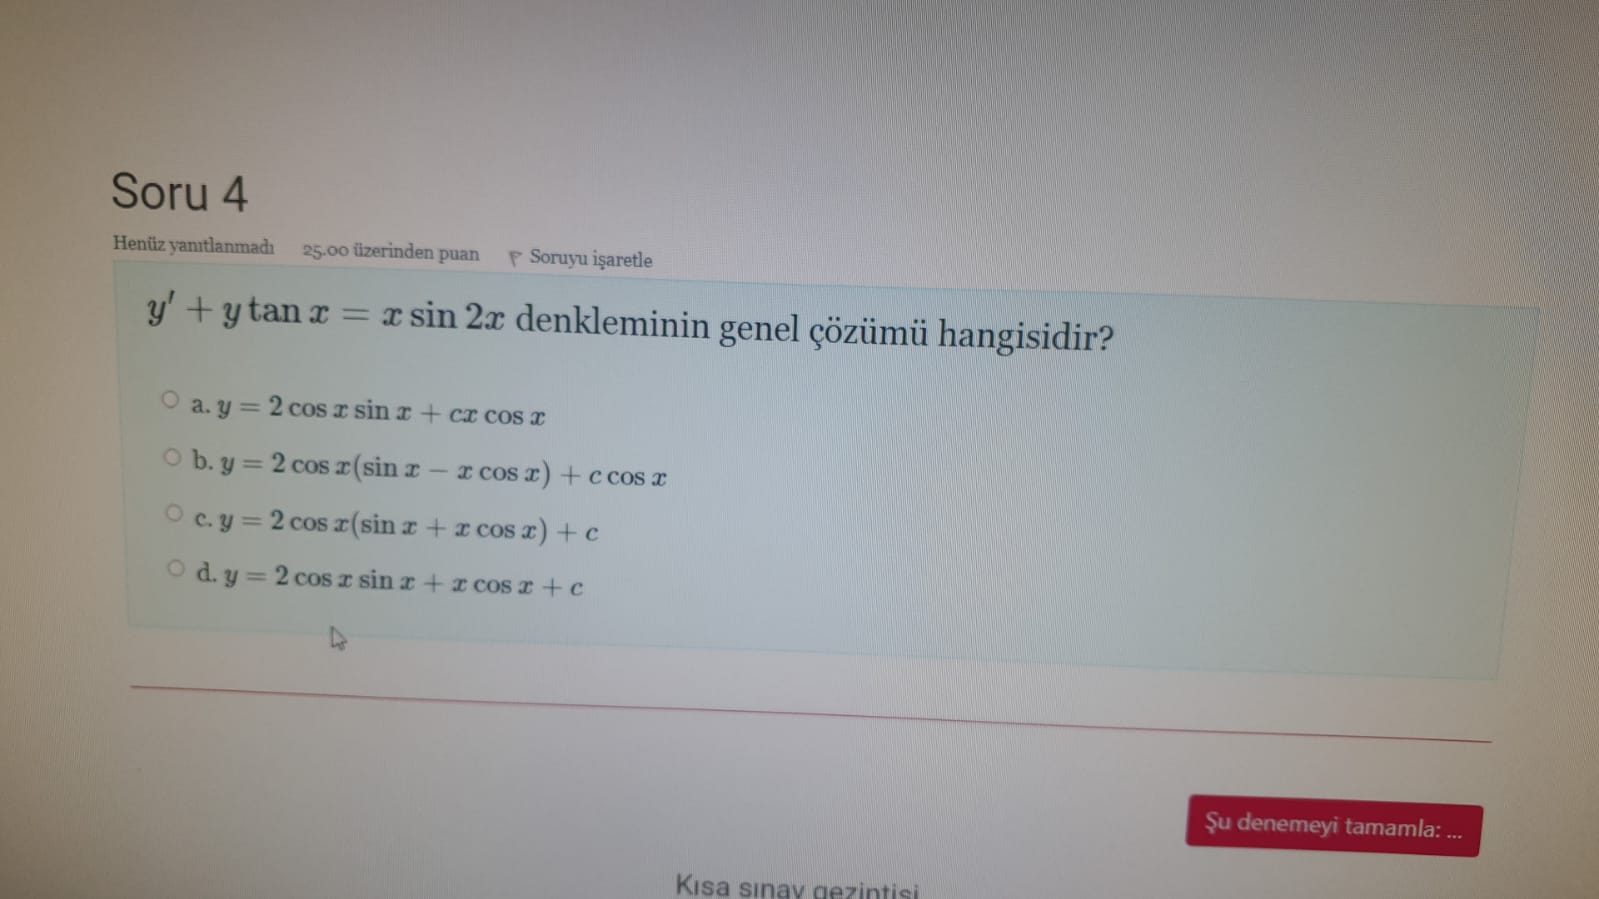 Soru 4
Henüz yanıtlanmadı 25.00 üzerinden puan Soruyu işaretle
y′ + y tan x = x sin 2x denkleminin genel çözümü hangisidir?
a. y = 2 cos x sin x + cx cos x
b. y = 2 cos x(sin x − x cos x) + c cos x
c. y = 2 cos x(sin x + x cos x) + c
d. y = 2 cos x sin x + x cos x + c
Şu denemeyi tamamla: ...
Kısa sınav gezintisi